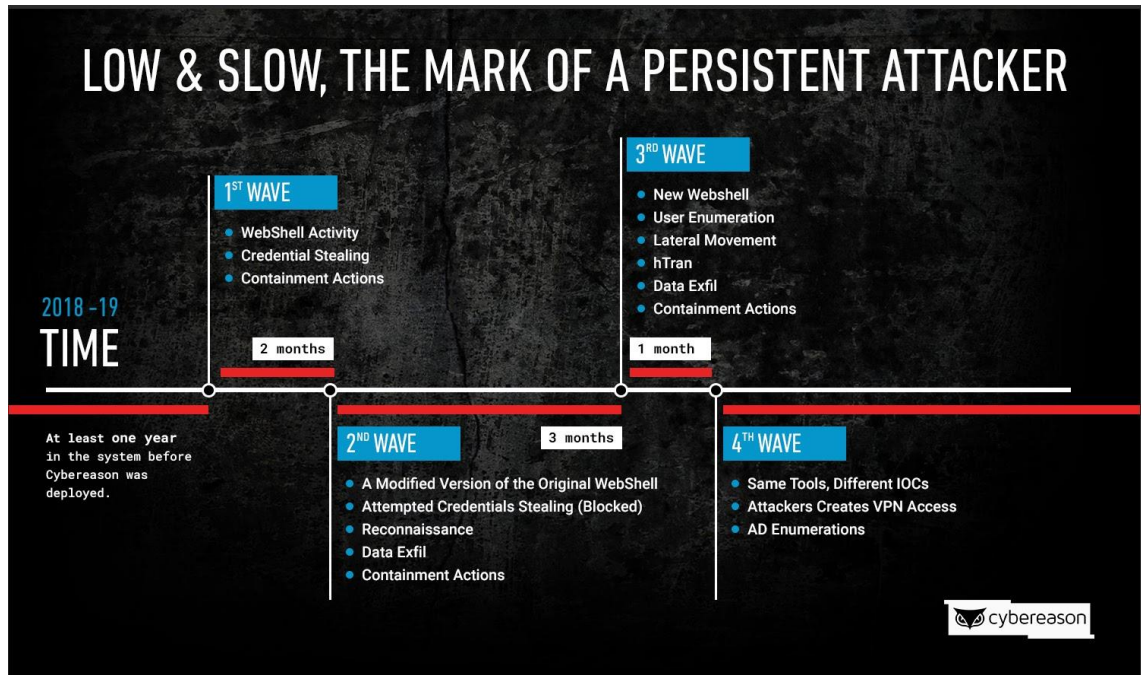 LOW & SLOW, THE MARK OF A PERSISTENT ATTACKER
2018 -19
TIME
At least one year
in the system before
Cybereason was
deployed.
1ST WAVE
WebShell Activity
Credential Stealing
Containment Actions
2 months
2ND WAVE
A Modified Version of the Original WebShell
Attempted Credentials Stealing (Blocked)
Reconnaissance
Data Exfil
Containment Actions
3 months
3RD WAVE
New Webshell
User Enumeration
Lateral Movement
hTran
Data Exfil
Containment Actions
1 month
4TH WAVE
Same Tools, Different IOCs
Attackers Creates VPN Access
AD Enumerations
cybereason